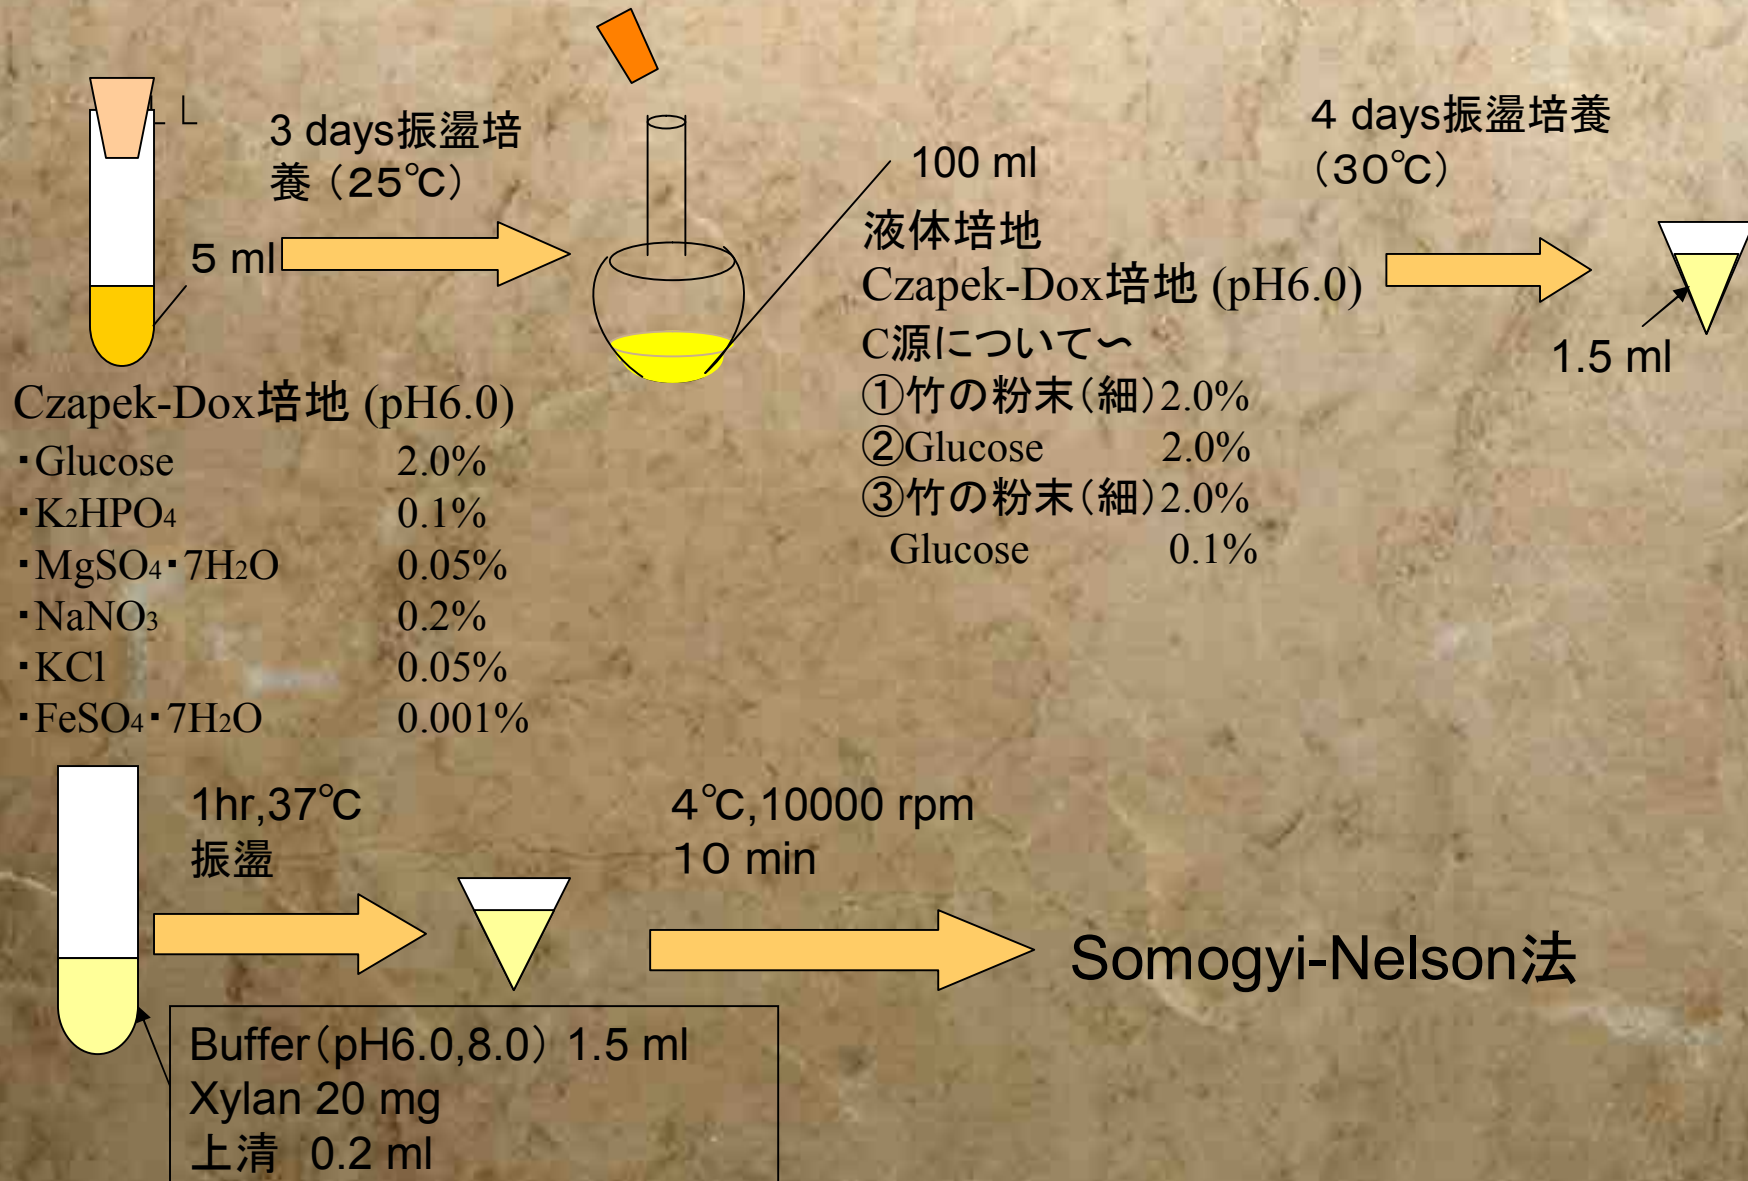 3 days振盪培
養（25℃）
5 ml
100 ml
4 days振盪培養
（30℃）
1.5 ml
Czapek-Dox培地 (pH6.0)
・Glucose 2.0%
・K2HPO4 0.1%
・MgSO4・7H2O 0.05%
・NaNO3 0.2%
・KCl 0.05%
・FeSO4・7H2O 0.001%
液体培地
Czapek-Dox培地 (pH6.0)
C源について〜
①竹の粉末（細）2.0%
②Glucose 2.0%
③竹の粉末（細）2.0%
Glucose 0.1%
1hr,37℃
振盪
4℃,10000 rpm
10 min
Somogyi-Nelson法
Buffer（pH6.0,8.0）1.5 ml
Xylan 20 mg
上清 0.2 ml